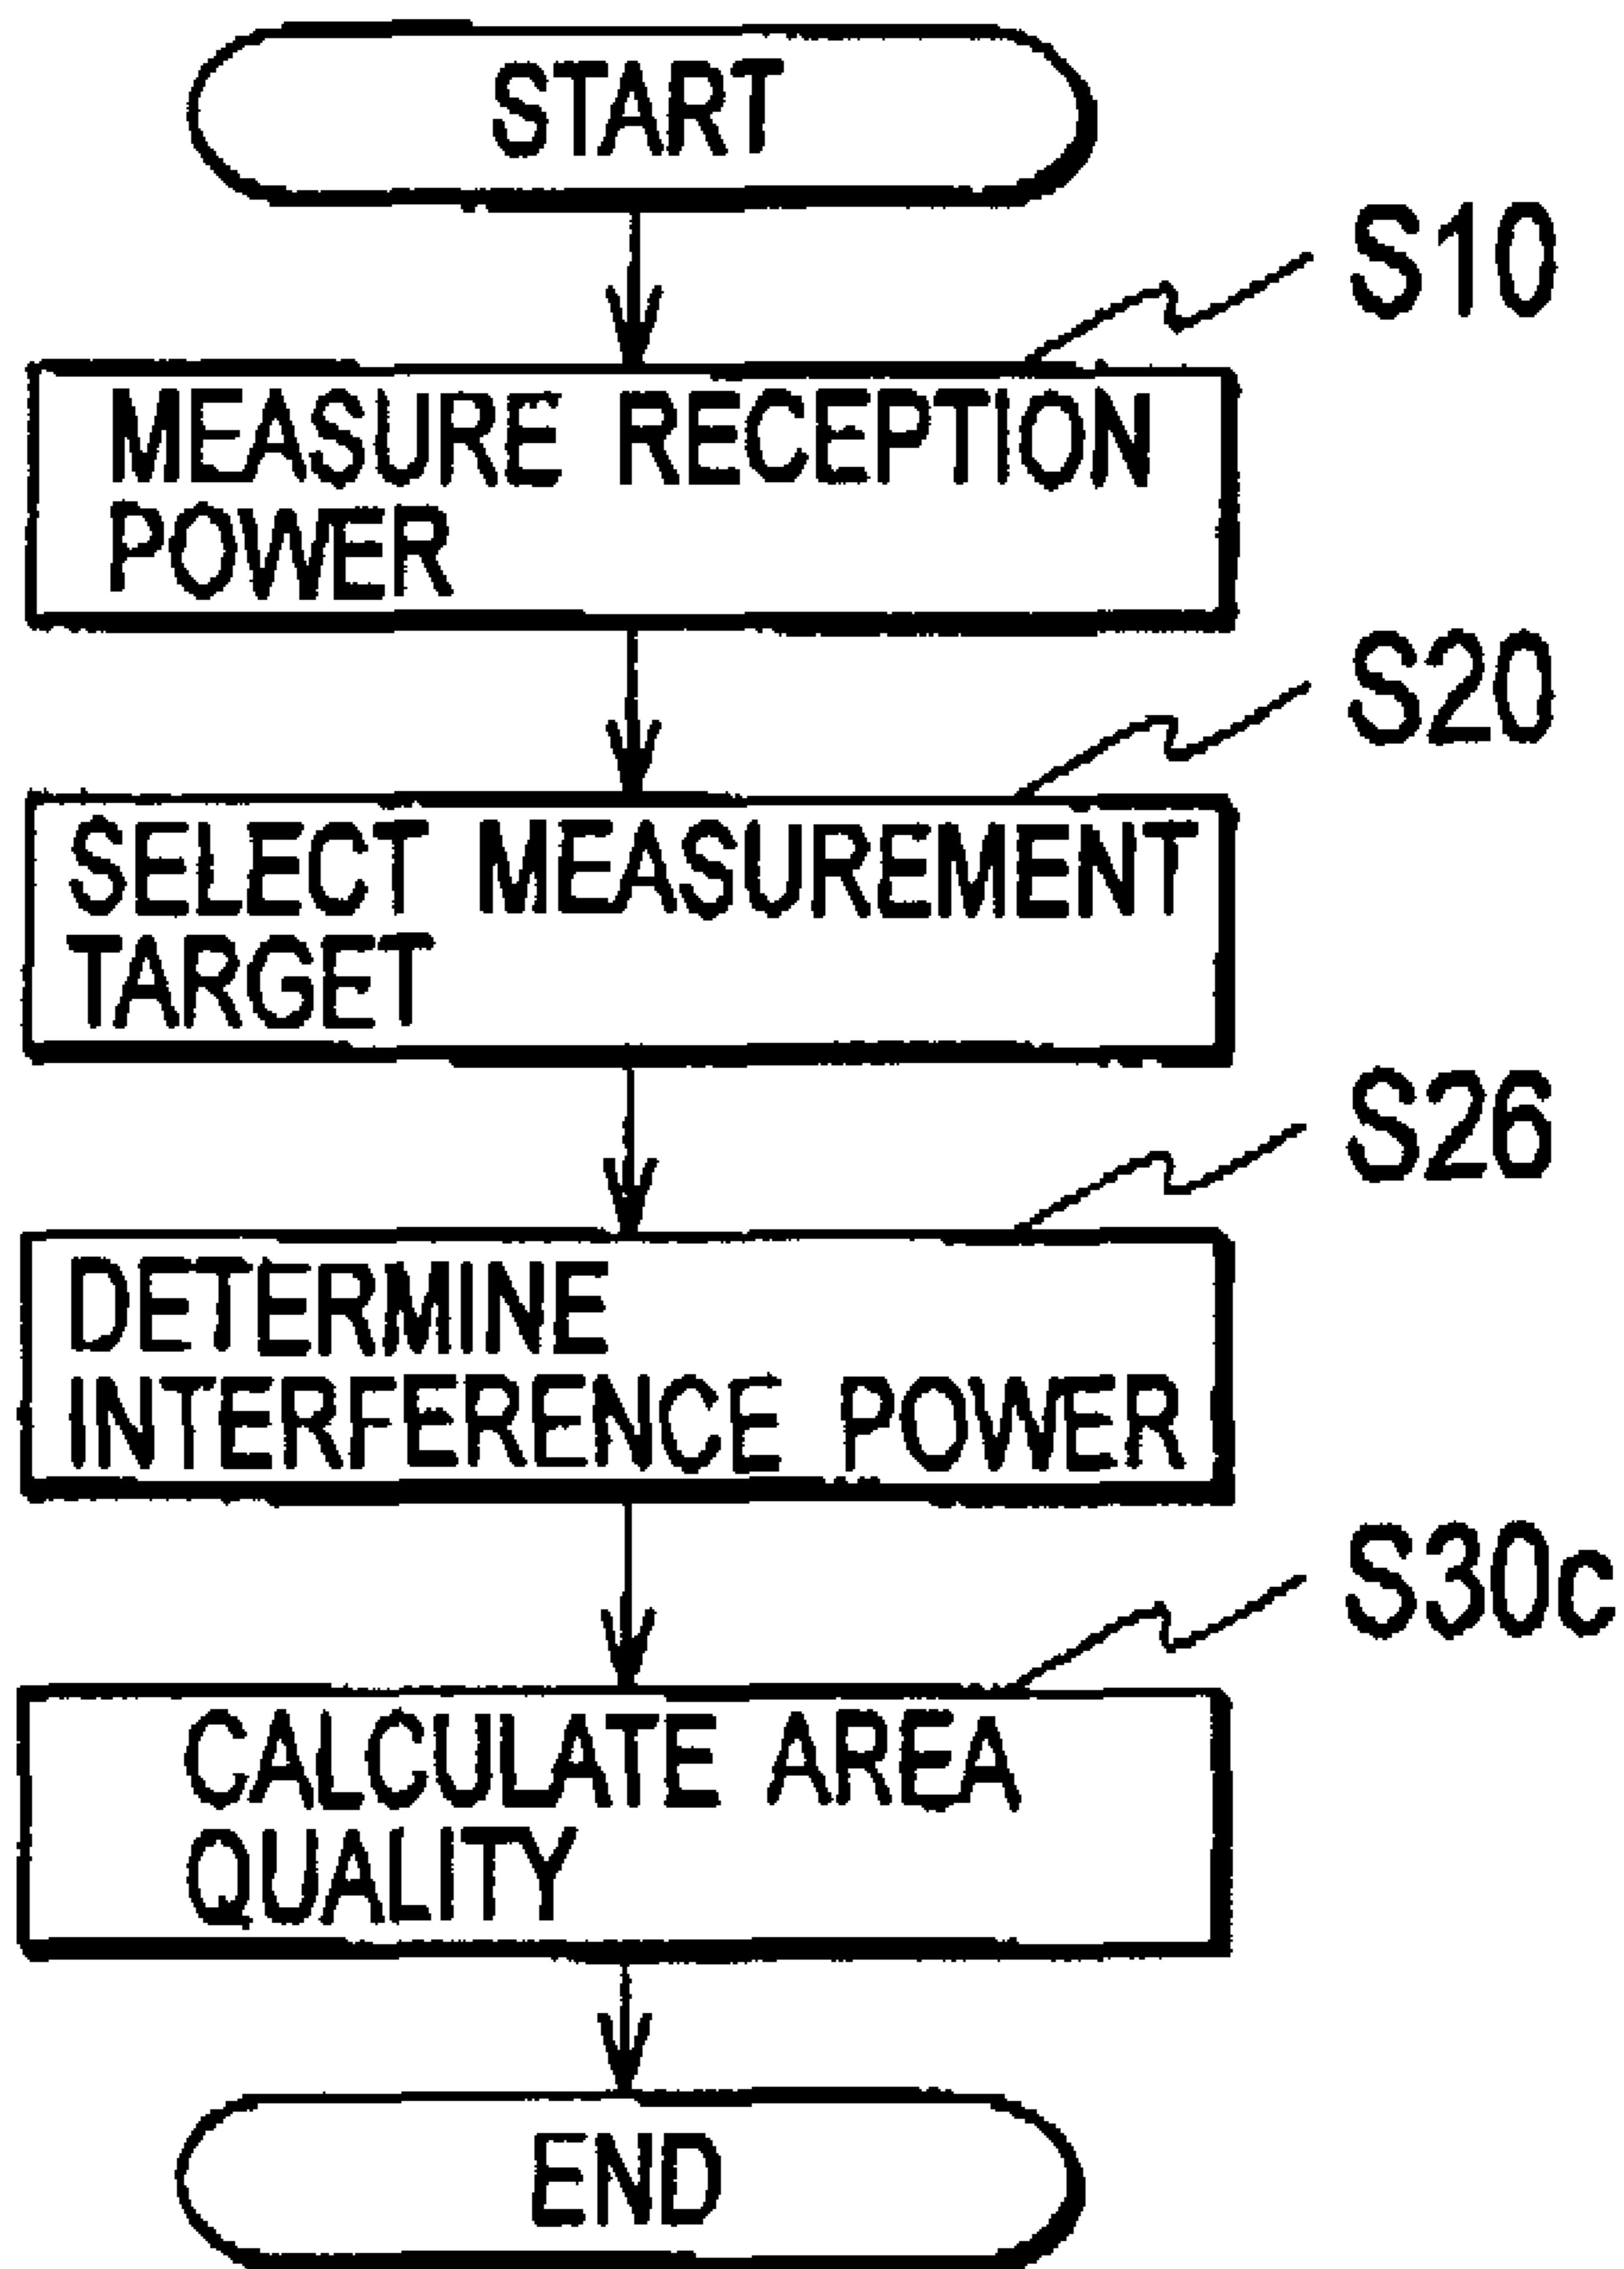 START
S10
MEASURE RECEPTION
POWER
S20
SELECT MEASUREMENT
TARGET
S26
DETERMINE
INTERFERENCE POWER
S30c
CALCULATE AREA
QUALITY
END